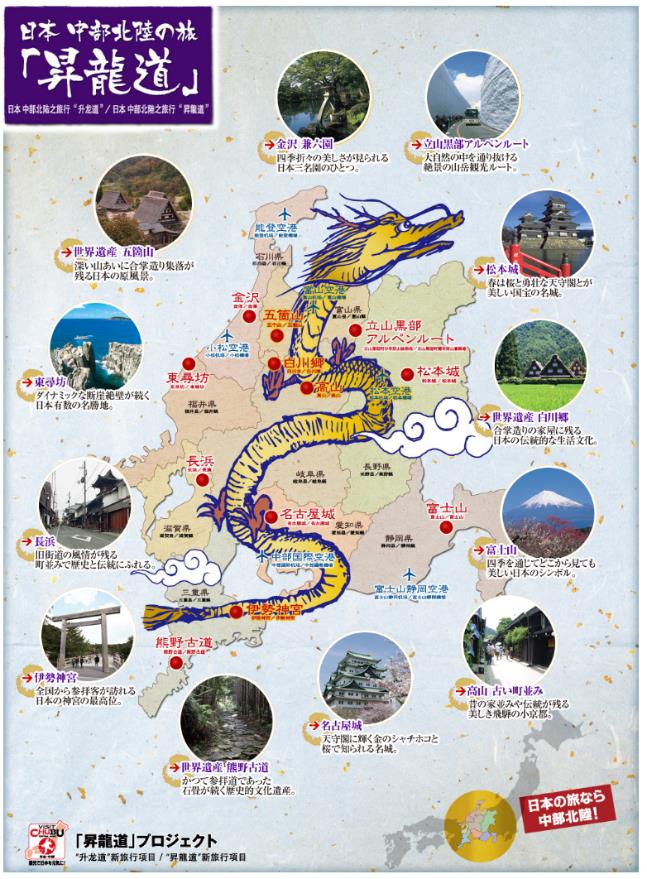 日本 中部北陸の旅
「昇龍道」
日本 中部北陆之旅行 “升龙道” / 日本 中部北陸之旅行 “昇龍道”
金沢 兼六園
四季折々の美しさが見られる
日本三名園のひとつ。
立山黒部アルペンルート
大自然の中を通り抜ける
絶景の山岳観光ルート。
世界遺産 五箇山
深い山あいに合掌造り集落が
残る日本の原風景。
松本城
春は桜と勇壮な天守閣とが
美しい国宝の名城。
東尋坊
ダイナミックな断崖絶壁が続く
日本有数の名勝地。
世界遺産 白川郷
合掌造りの家屋に残る
日本の伝統的な生活文化。
長浜
旧街道の風情が残る
町並みで歴史と伝統にふれる。
富士山
四季を通じてどこから見ても
美しい日本のシンボル。
伊勢神宮
全国から参拝客が訪れる
日本の神宮の最高位。
高山 古い町並み
昔の家並みや伝統が残る
美しき飛騨の小京都。
名古屋城
天守閣に輝く金のシャチホコと
桜で知られる名城。
世界遺産 熊野古道
かつて参拝道であった
石畳が続く歴史的文化遺産。
能登空港
石川県
金沢
富山空港
富山県
五箇山
立山黒部
アルペンルート
小松空港
東尋坊
白川郷
高山
松本空港
松本城
福井県
長浜
岐阜県
長野県
名古屋城
愛知県
富士山
滋賀県
静岡県
中部国際空港
富士山静岡空港
三重県
伊勢神宮
熊野古道
日本の旅なら
中部北陸!
VISIT
CHUBU
「昇龍道」プロジェクト
“升龙道”新旅行项目 / “昇龍道”新旅行項目